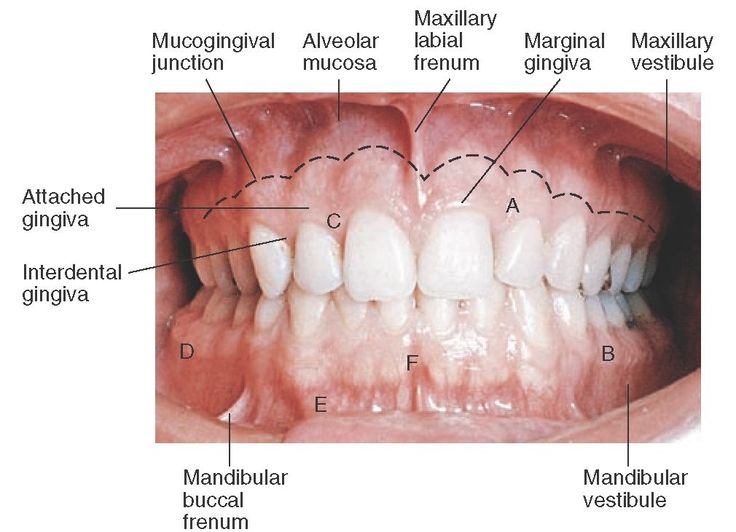 Mucogingival
junction
Alveolar
mucosa
Maxillary
labial
frenum
Marginal
gingiva
Maxillary
vestibule
Attached
gingiva
Interdental
gingiva
A
C
D
B
F
E
Mandibular
buccal
frenum
Mandibular
vestibule